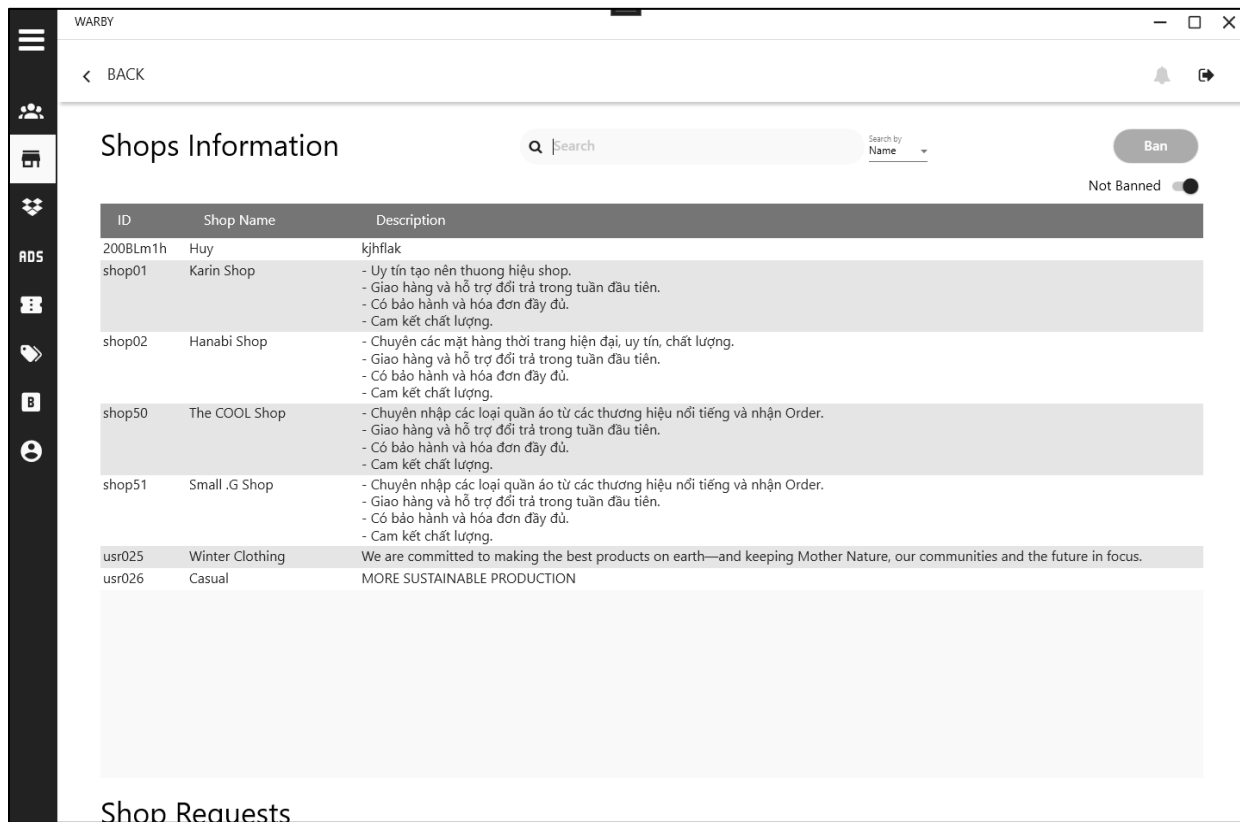 WARBY
BACK
Shops Information
Search
Search by
Name
Ban
Not Banned
ADS
B
ID Shop Name Description
200BLm1h Huy kjhflak
shop01 Karin Shop - Uy tín tạo nên thuong hiệu shop.
- Giao hàng và hỗ trợ đổi trả trong tuần đầu tiên.
- Có bảo hành và hóa đơn đầy đủ.
- Cam kết chất lượng.
shop02 Hanabi Shop - Chuyên các mặt hàng thời trang hiện đại, uy tín, chất lượng.
- Giao hàng và hỗ trợ đổi trả trong tuần đầu tiên.
- Có bảo hành và hóa đơn đầy đủ.
- Cam kết chất lượng.
shop50 The COOL Shop - Chuyên nhập các loại quần áo từ các thương hiệu nổi tiếng và nhận Order.
- Giao hàng và hỗ trợ đổi trả trong tuần đầu tiên.
- Có bảo hành và hóa đơn đầy đủ.
- Cam kết chất lượng.
shop51 Small .G Shop - Chuyên nhập các loại quần áo từ các thương hiệu nổi tiếng và nhận Order.
- Giao hàng và hỗ trợ đổi trả trong tuần đầu tiên.
- Có bảo hành và hóa đơn đầy đủ.
- Cam kết chất lượng.
usr025 Winter Clothing We are committed to making the best products on earth—and keeping Mother Nature, our communities and the future in focus.
usr026 Casual MORE SUSTAINABLE PRODUCTION
Shop Requests